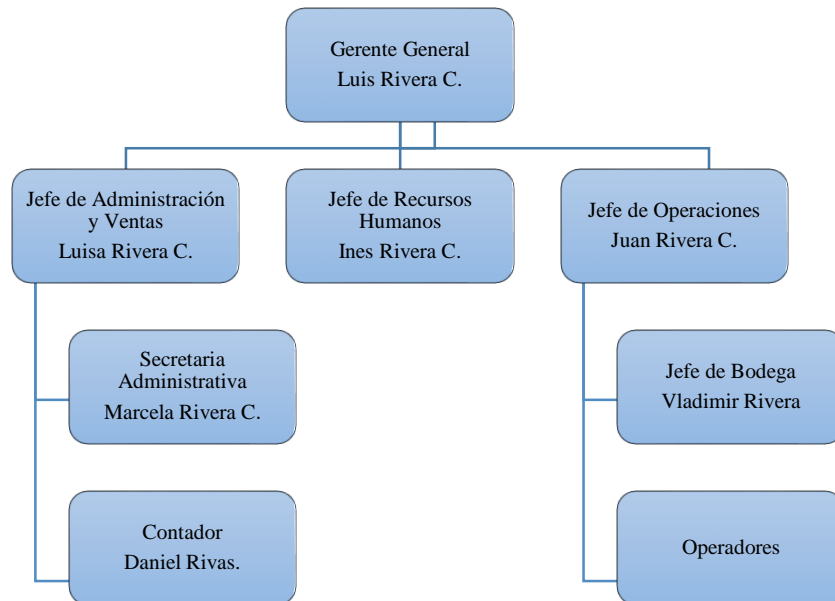 Gerente General
Luis Rivera C.
Jefe de Administración
y Ventas
Luisa Rivera C.
Jefe de Recursos
Humanos
Ines Rivera C.
Jefe de Operaciones
Juan Rivera C.
Secretaria
Administrativa
Marcela Rivera C.
Jefe de Bodega
Vladimir Rivera
Contador
Daniel Rivas.
Operadores